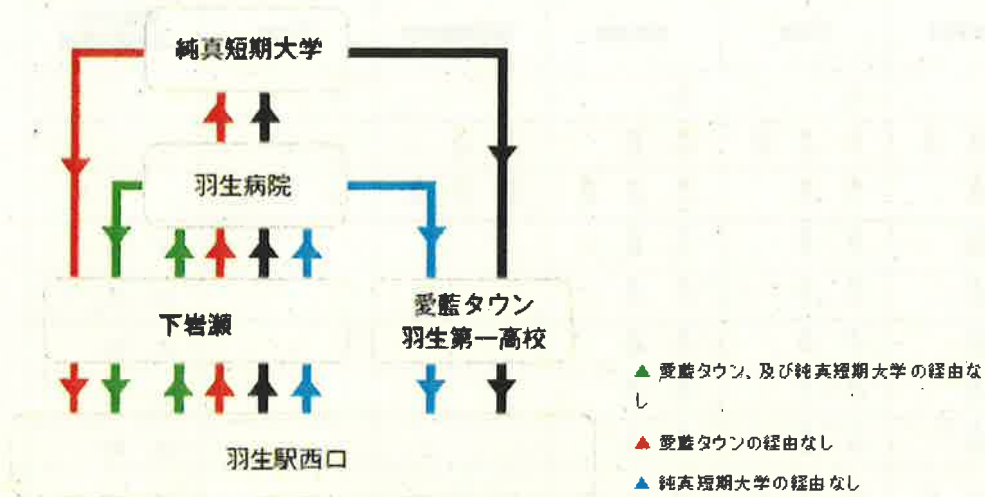 純真短期大学
羽生病院
下岩瀬
愛藍タウン
羽生第一高校
羽生駅西口
▲ 愛藍タウン、及び純真短期大学の経由な
し
▲ 愛藍タウンの経由なし
▲ 純真短期大学の経由なし